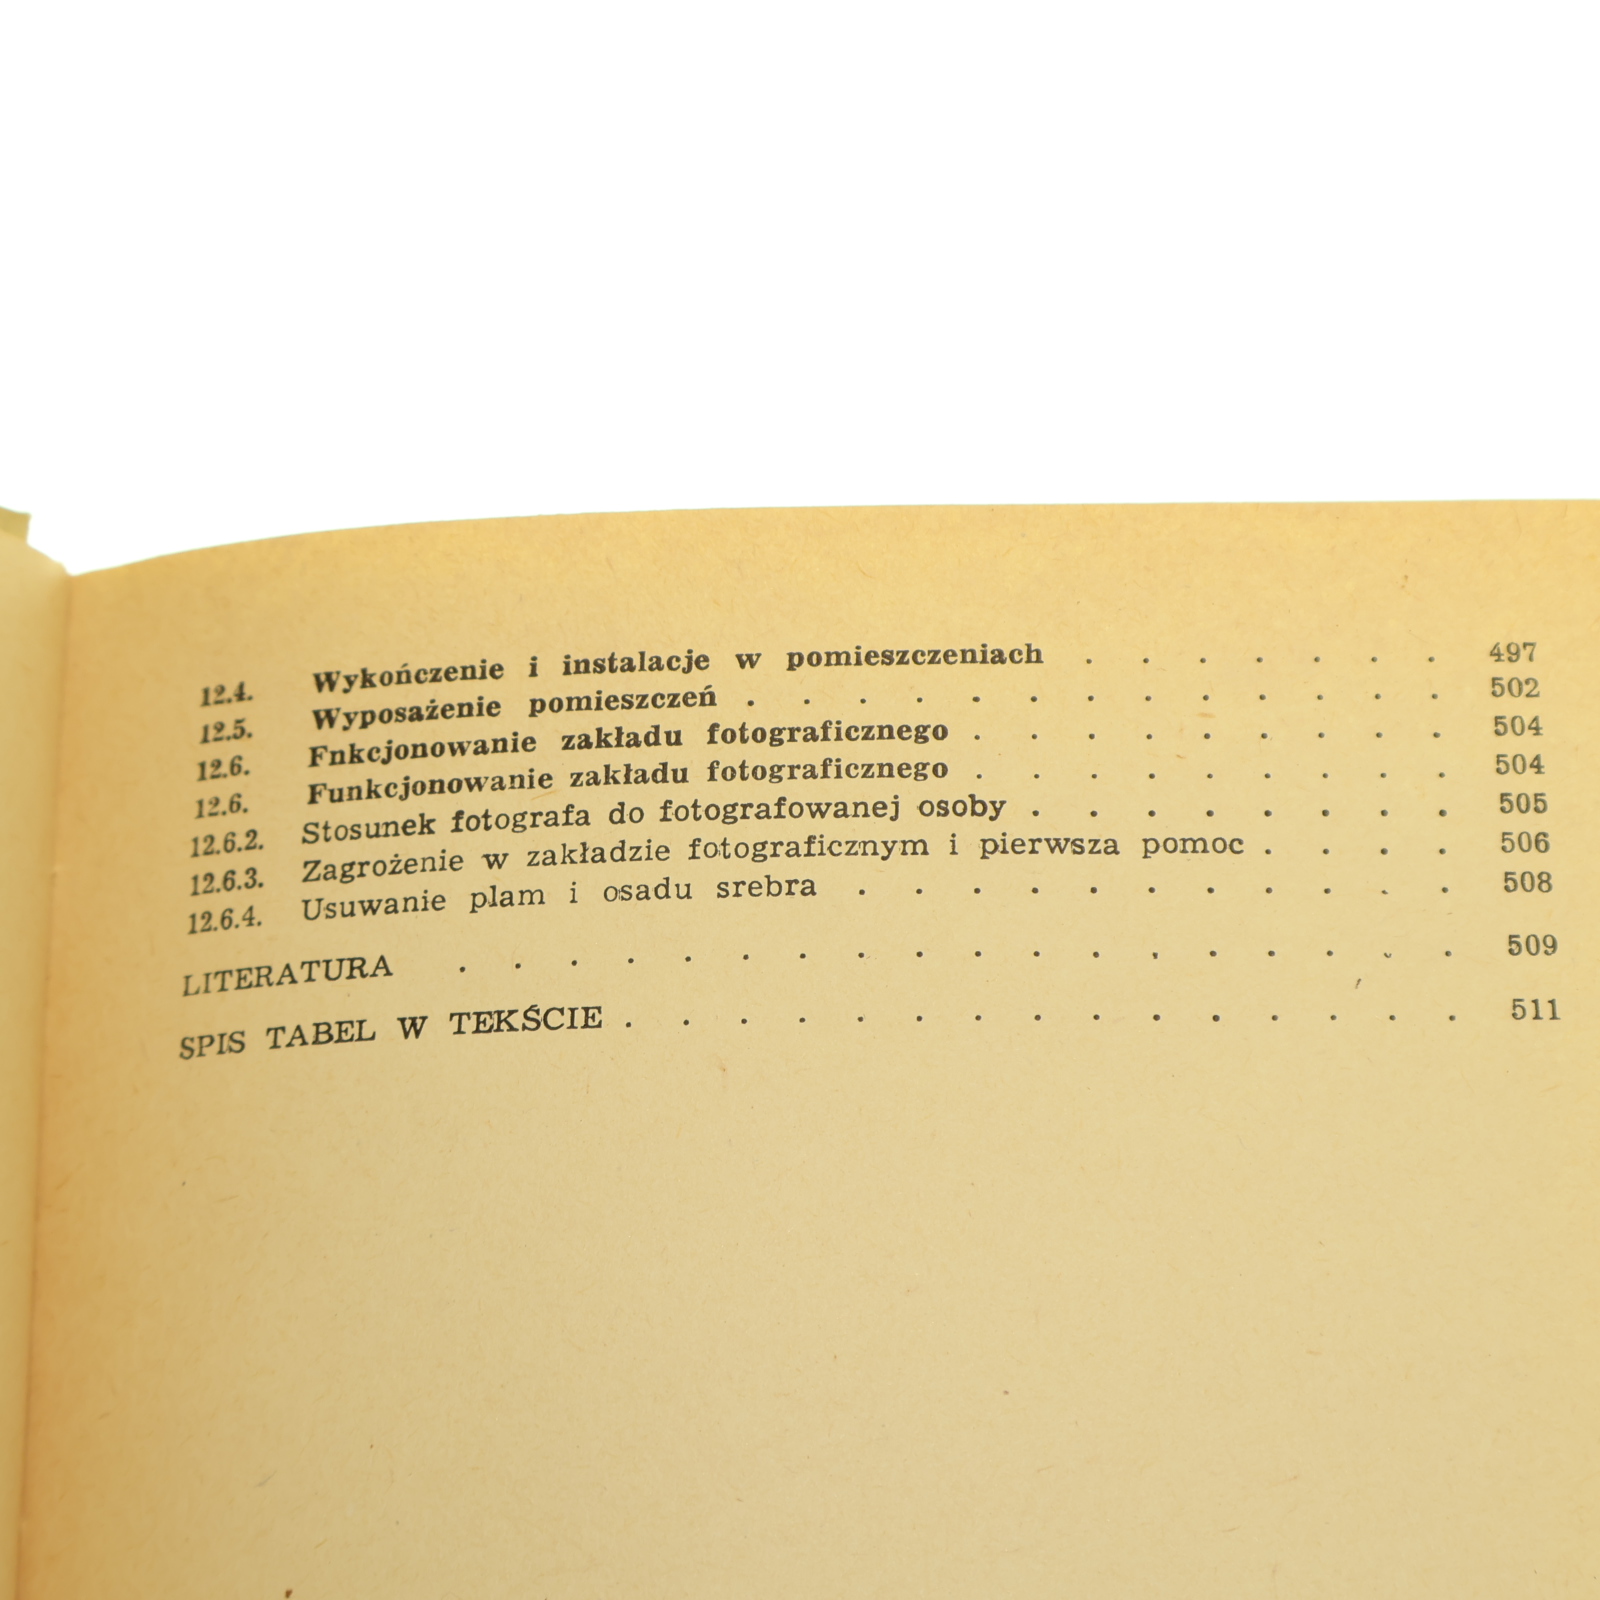 12.4. Wykończenie i instalacje w pomieszczeniach . . . . . . . 497
12.5. Wyposażenie pomieszczeń . . . . . . . . . . . . . 502
12.6. Fnkcjonowanie zakładu fotograficznego . . . . . . . . . 504
12.6. Funkcjonowanie zakładu fotograficznego . . . . . . . . . 504
12.6.2. Stosunek fotografa do fotografowanej osoby . . . . . . . . 505
12.6.3. Zagrożenie w zakładzie fotograficznym i pierwsza pomoc . . . . 506
12.6.4. Usuwanie plam i osadu srebra . . . . . . . . . . . 508
LITERATURA . . . . . . . . . . . . . . . . . . 509
SPIS TABEL W TEKŚCIE . . . . . . . . . . . . . . . 511